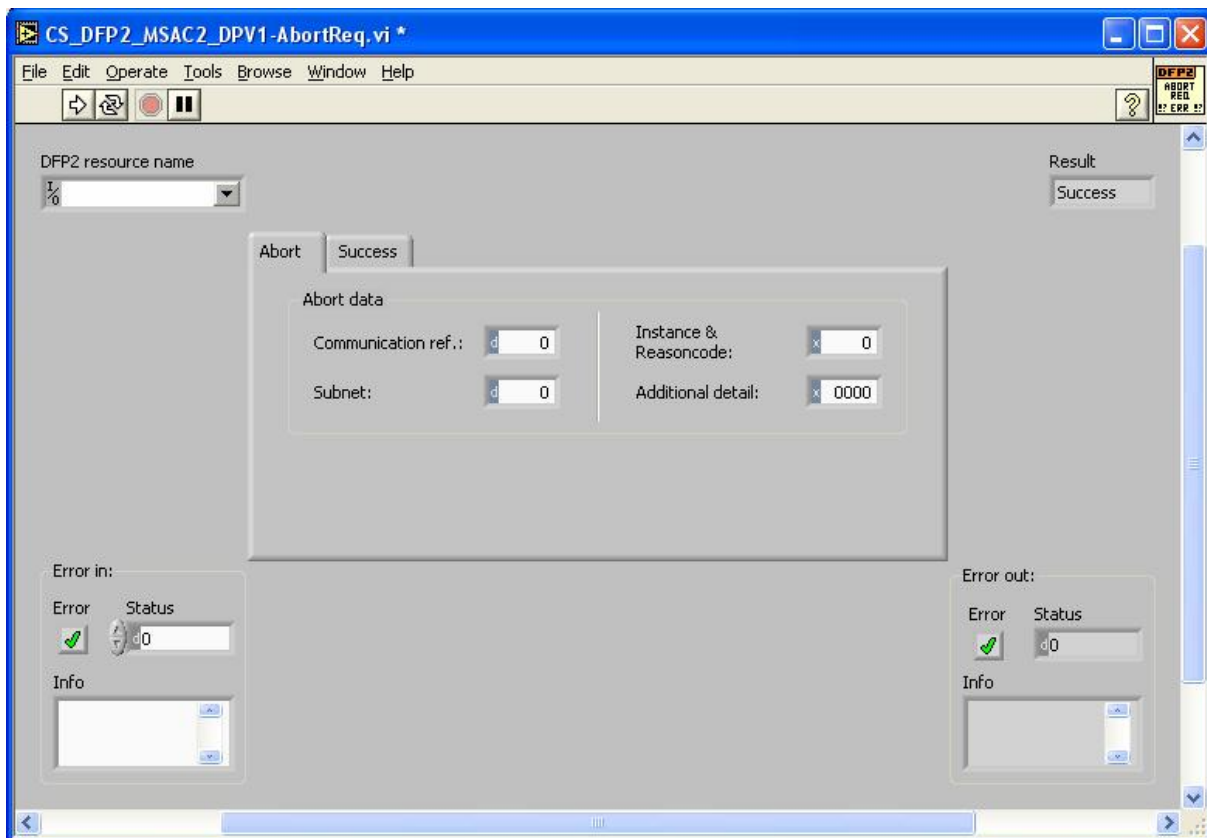 CS_DFP2_MSAC2_DPV1-AbortReq.vi *
File Edit Operate Tools Browse Window Help
DFP2
ABORT
REQ
!? ERR !?
DFP2 resource name
I/O
Result
Success
Abort Success
Abort data
Communication ref.: d 0
Instance &
Reasoncode: x 0
Subnet: d 0
Additional detail: x 0000
Error in:
Error Status
d 0
Info
Error out:
Error Status
d 0
Info